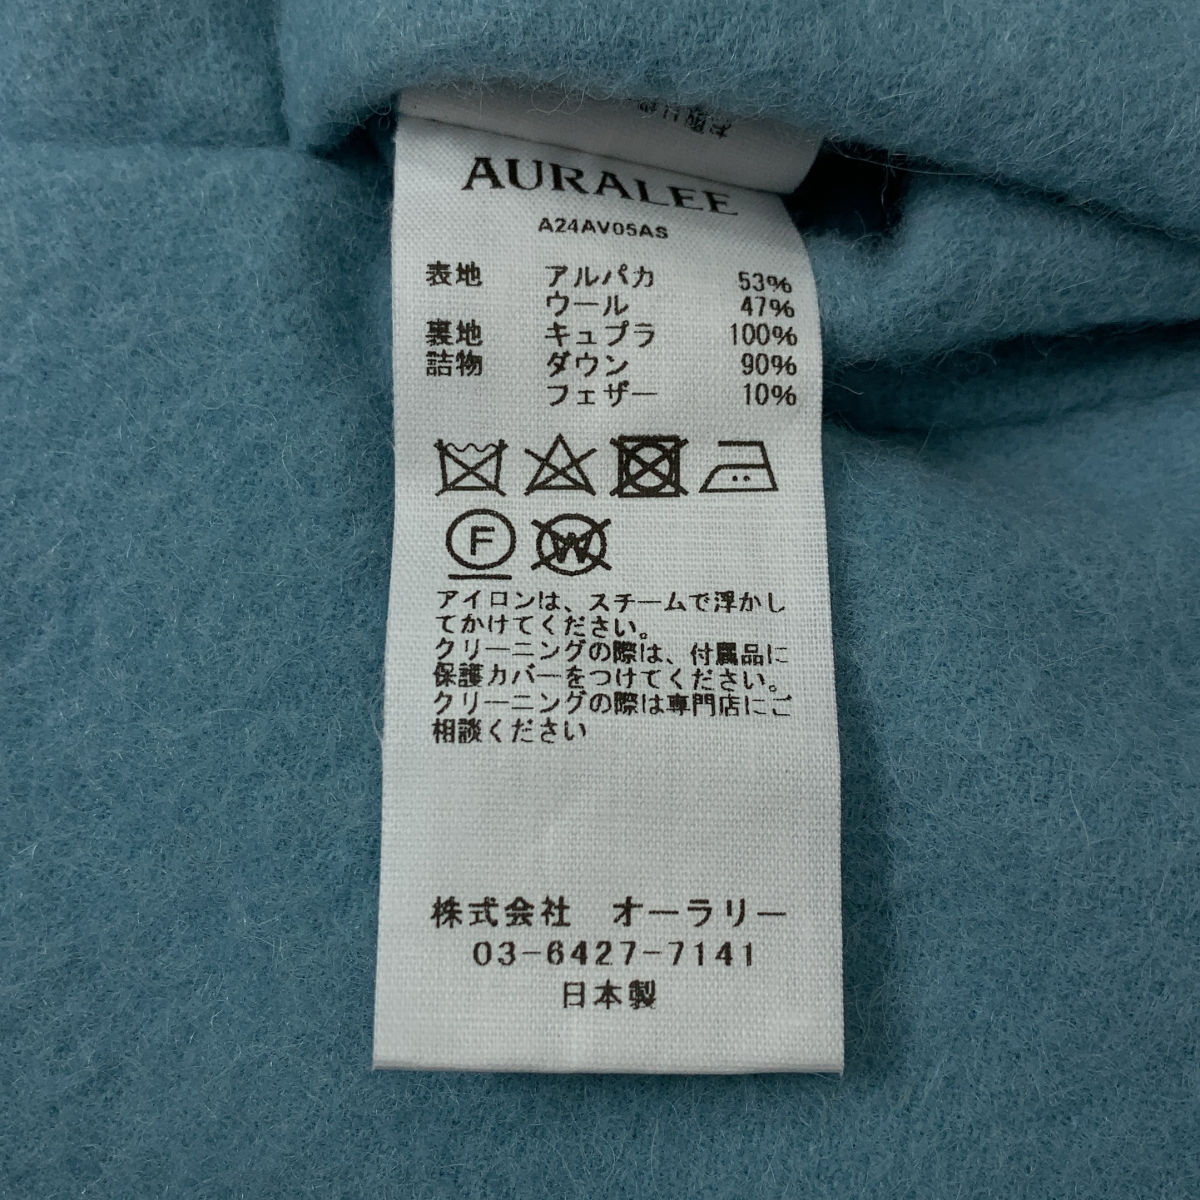 AURALEE
A24AV05AS
表地 アルパカ 53%
ウール 47%
裏地 キュプラ 100%
詰物 ダウン 90%
フェザー 10%
F
W
アイロンは、スチームで浮かし
てかけてください。
クリーニングの際は、付属品に
保護カバーをつけてください。
クリーニングの際は専門店にご
相談ください
株式会社 オーラリー
03-6427-7141
日本製